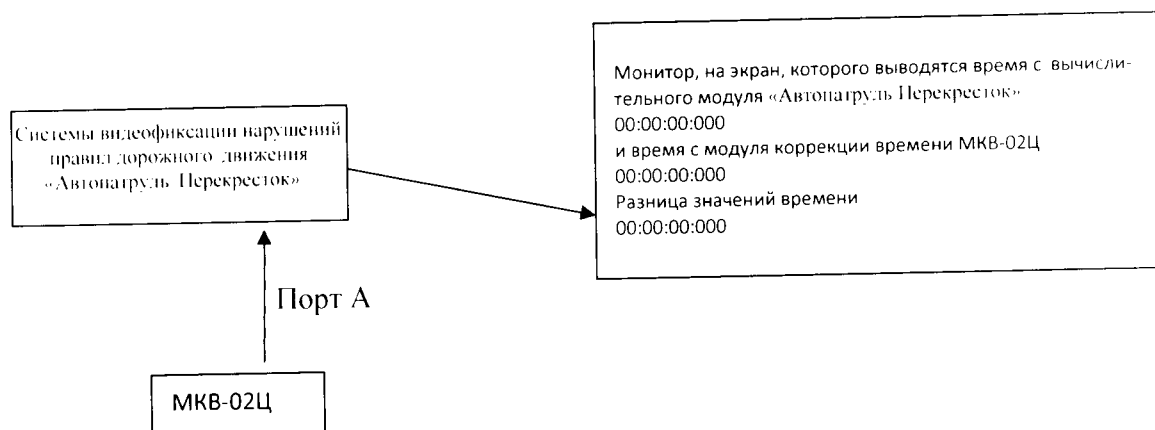 Системы видеофиксации нарушений
правил дорожного движения
«Автопатруль Перекресток»
Монитор, на экран, которого выводятся время с вычисли-
тельного модуля «Автопатруль Перекресток»
00:00:00:000
и время с модуля коррекции времени МКВ-02Ц
00:00:00:000
Разница значений времени
00:00:00:000
Порт А
МКВ-02Ц